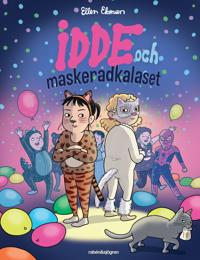 Ellen Ekman
iDDE och
maskeradkalaset
rabén&sjögren